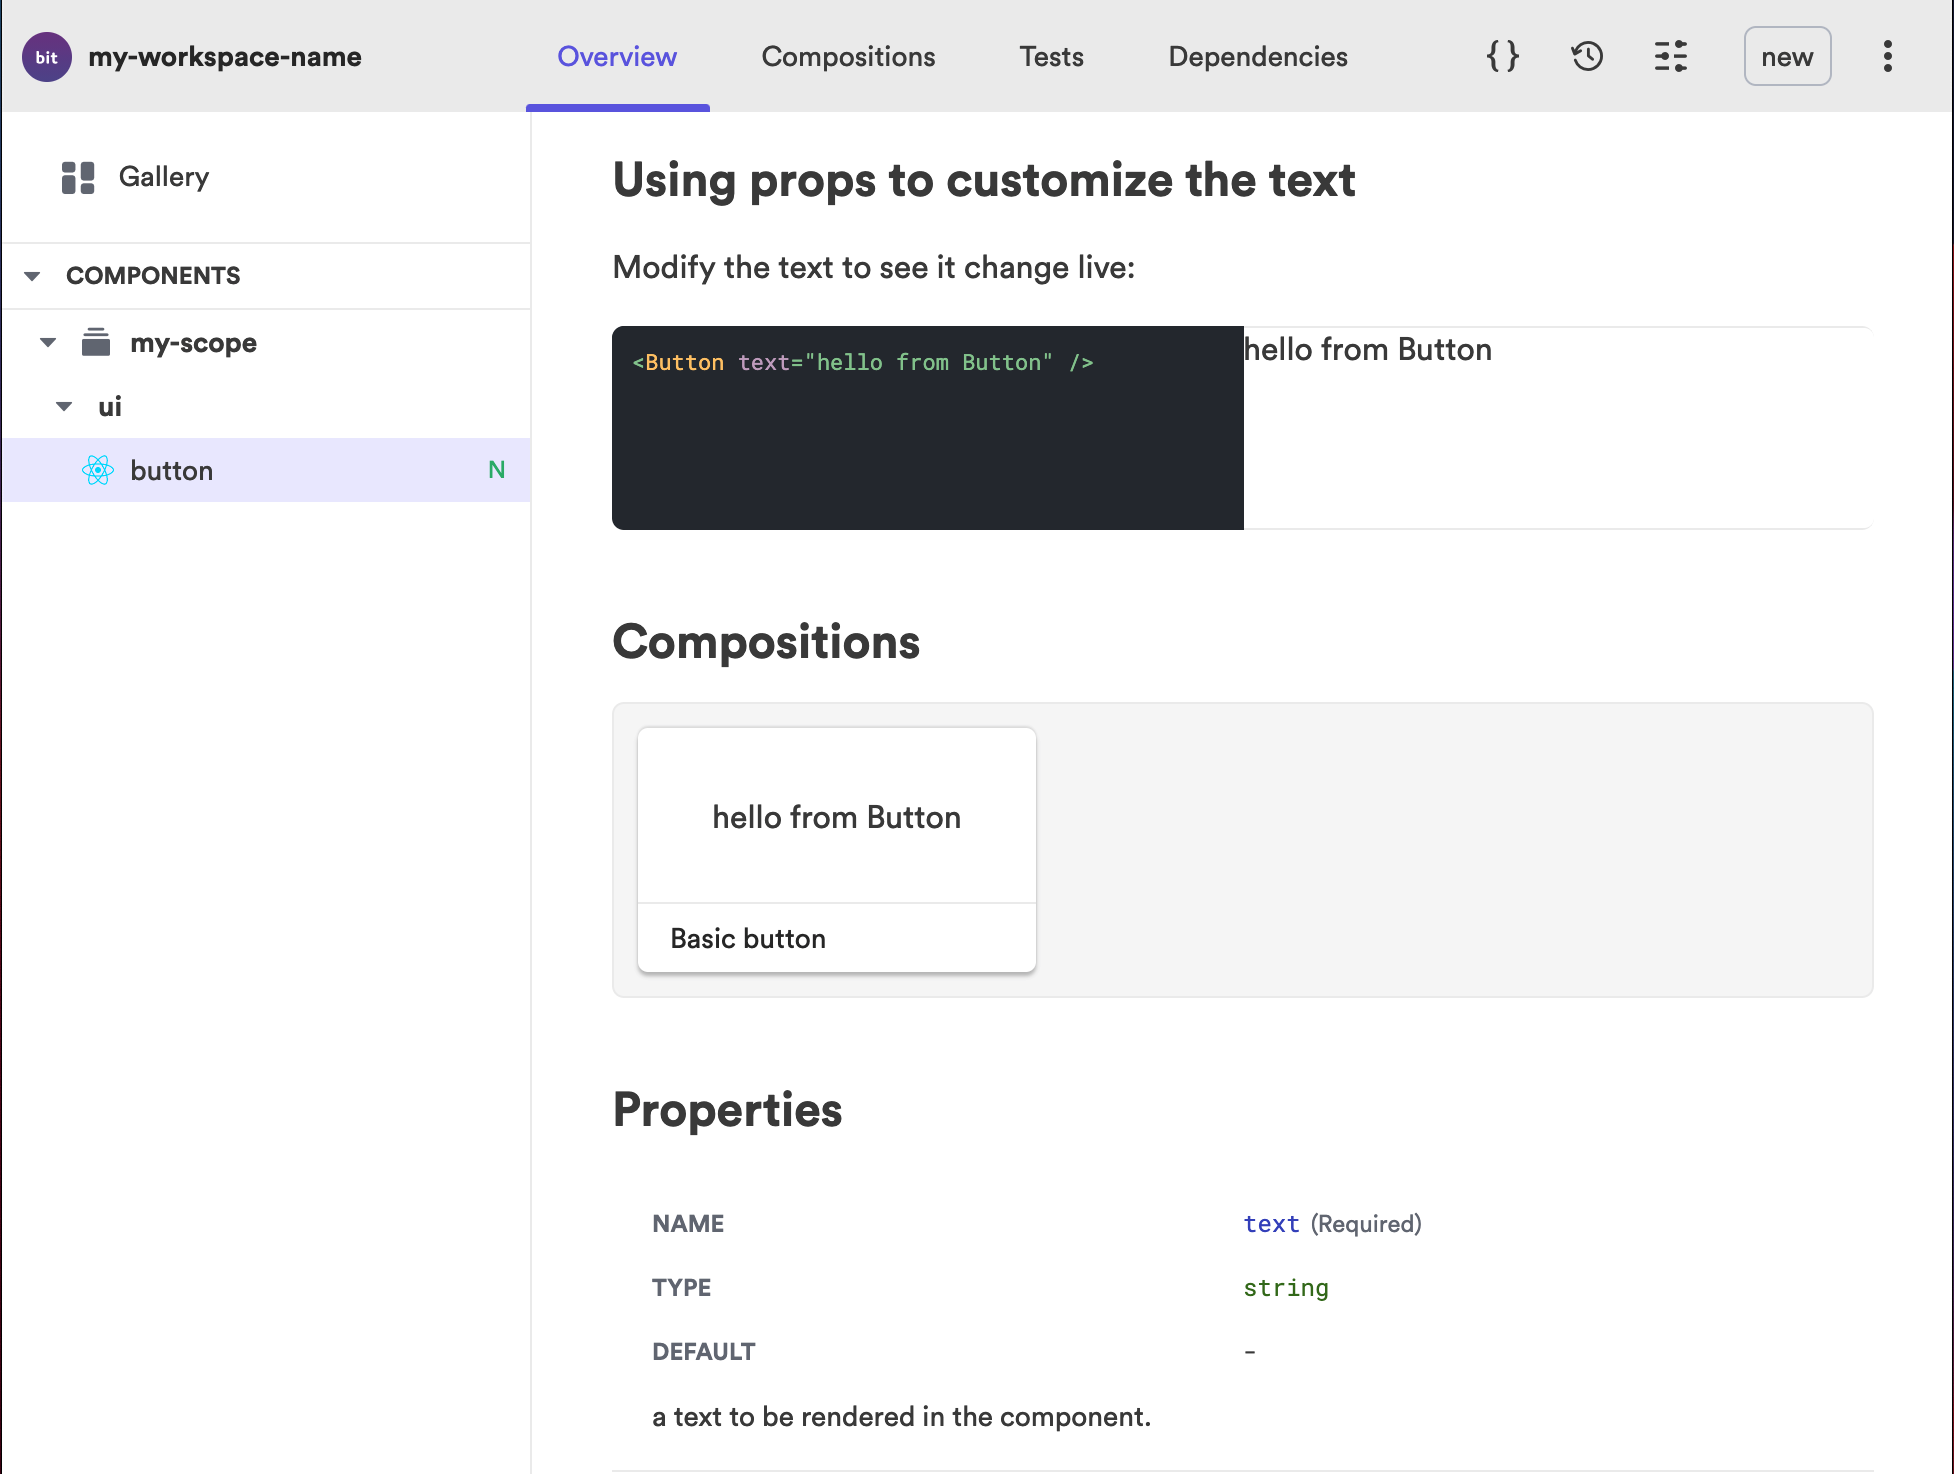 bit my-workspace-name Overview Compositions Tests Dependencies { } new
Gallery
COMPONENTS
my-scope
ui
button N
Using props to customize the text
Modify the text to see it change live:
<Button text="hello from Button" />
hello from Button
Compositions
hello from Button
Basic button
Properties
NAME text (Required)
TYPE string
DEFAULT -
a text to be rendered in the component.